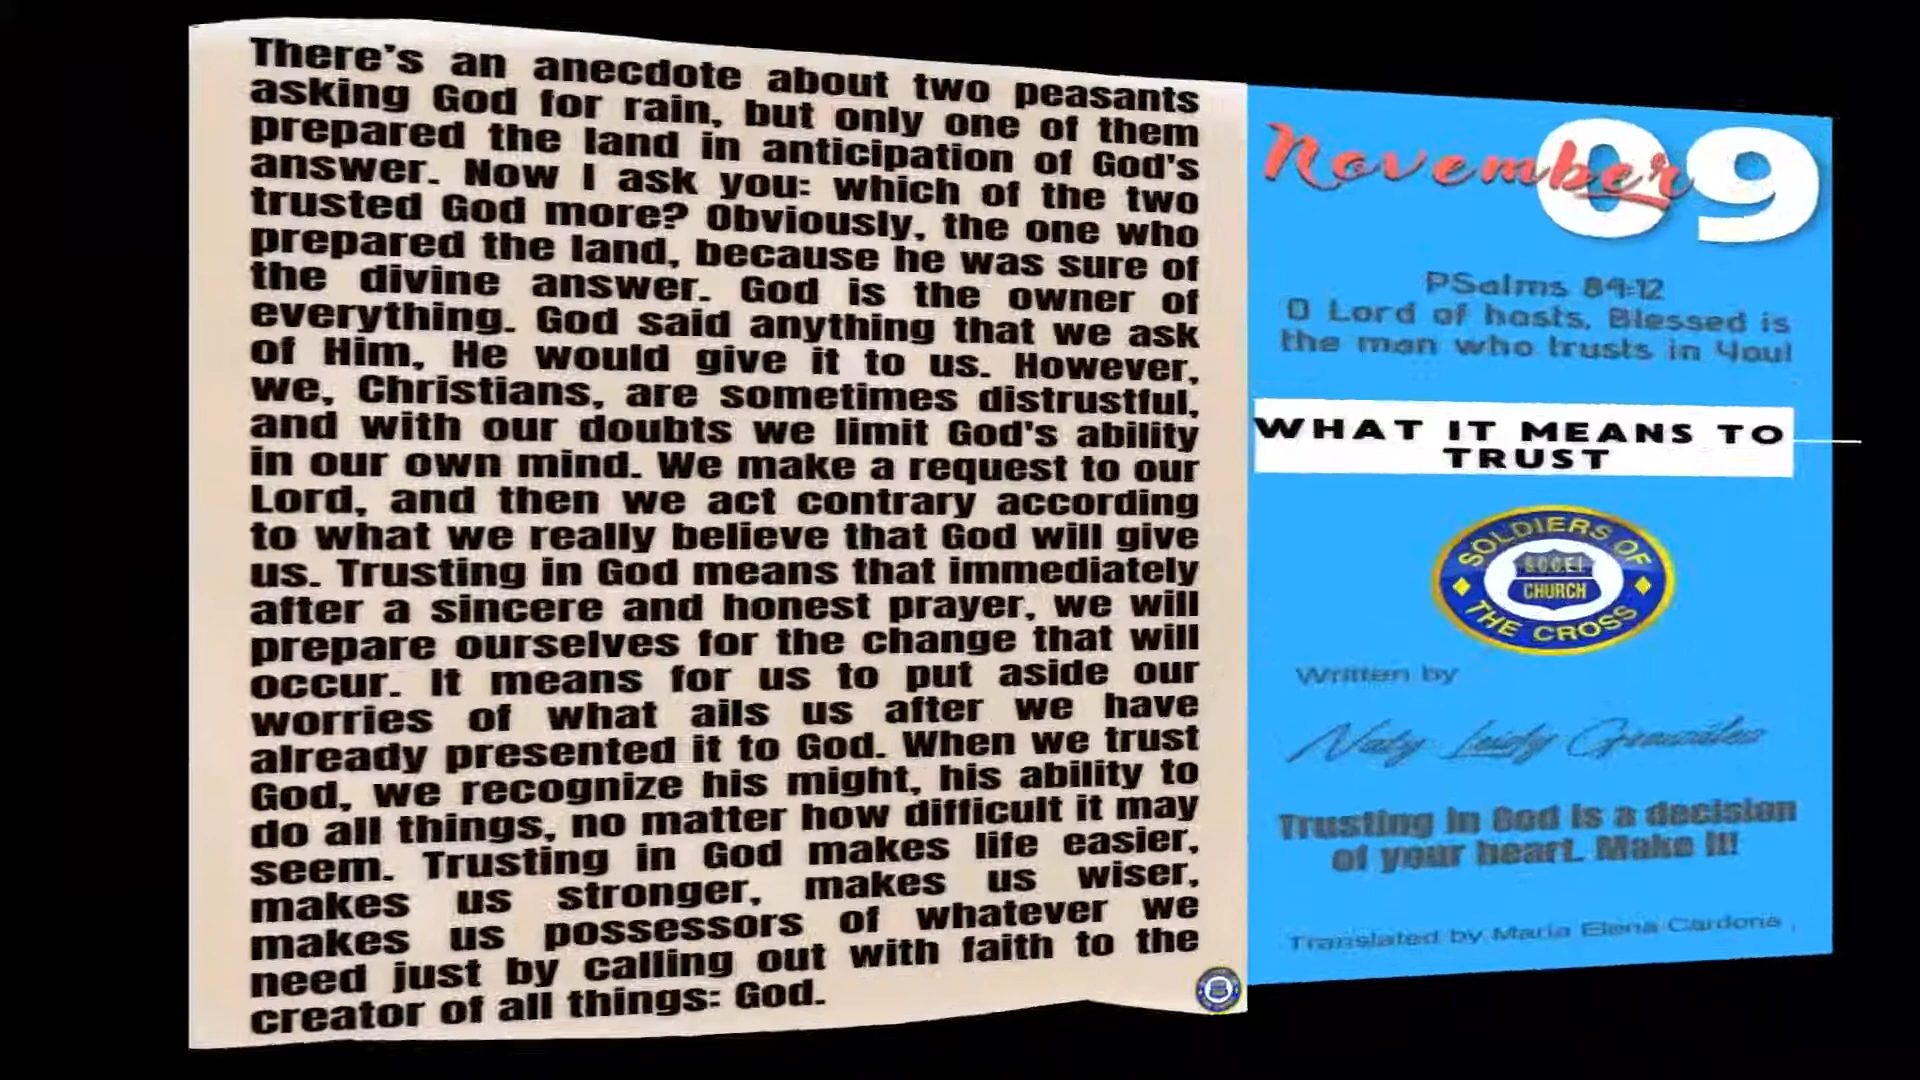 There's an anecdote about two peasants
asking God for rain, but only one of them
prepared the land in anticipation of God's
answer. Now I ask you: which of the two
trusted God more? Obviously, the one who
prepared the land, because he was sure of
the divine answer. God is the owner of
everything. God said anything that we ask
of Him, He would give it to us. However,
we, Christians, are sometimes distrustful,
and with our doubts we limit God's ability
in our own mind. We make a request to our
Lord, and then we act contrary according
to what we really believe that God will give
us. Trusting in God means that immediately
after a sincere and honest prayer, we will
prepare ourselves for the change that will
occur. It means for us to put aside our
worries of what ails us after we have
already presented it to God. When we trust
God, we recognize his might, his ability to
do all things, no matter how difficult it may
seem. Trusting in God makes life easier,
makes us stronger, makes us wiser,
makes us possessors of whatever we
need just by calling out with faith to the
creator of all things: God.
November 09
PSalms 84:12
O Lord of hosts, Blessed is
the man who trusts in You!
WHAT IT MEANS TO
TRUST
SOLDIERS OF
S.C.C.E.I
CHURCH
THE CROSS
Written by
Naty Leidy González
Trusting in God is a decision
of your heart. Make it!
Translated by Maria Elena Cardona